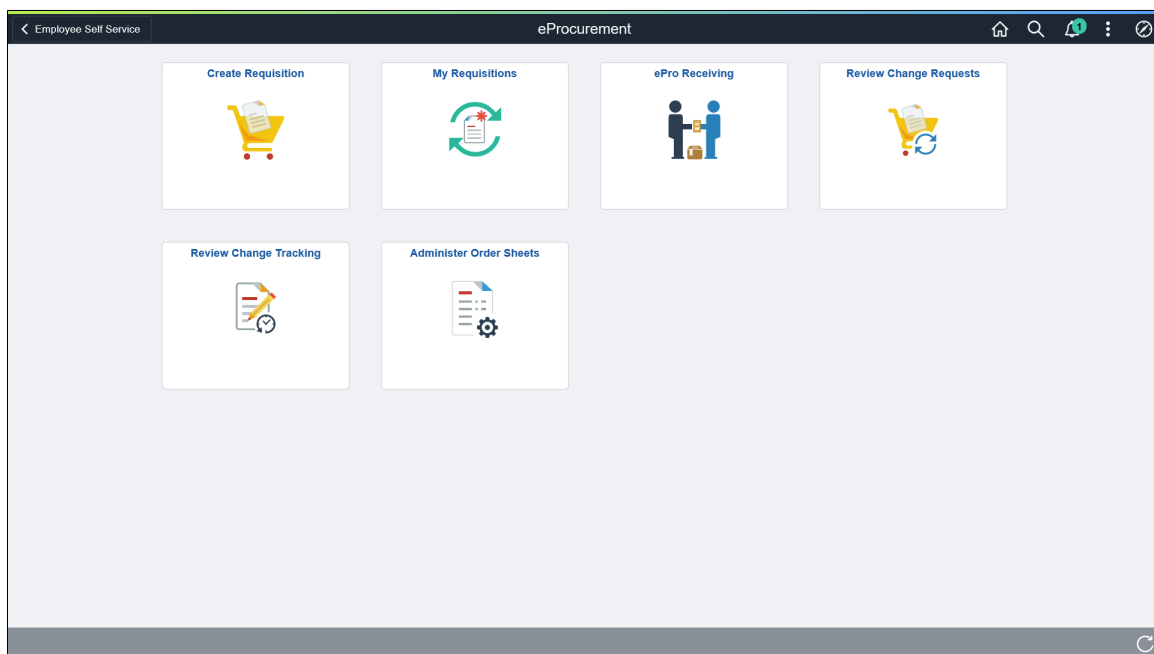 Employee Self Service
eProcurement
1
Create Requisition
My Requisitions
ePro Receiving
Review Change Requests
Review Change Tracking
Administer Order Sheets